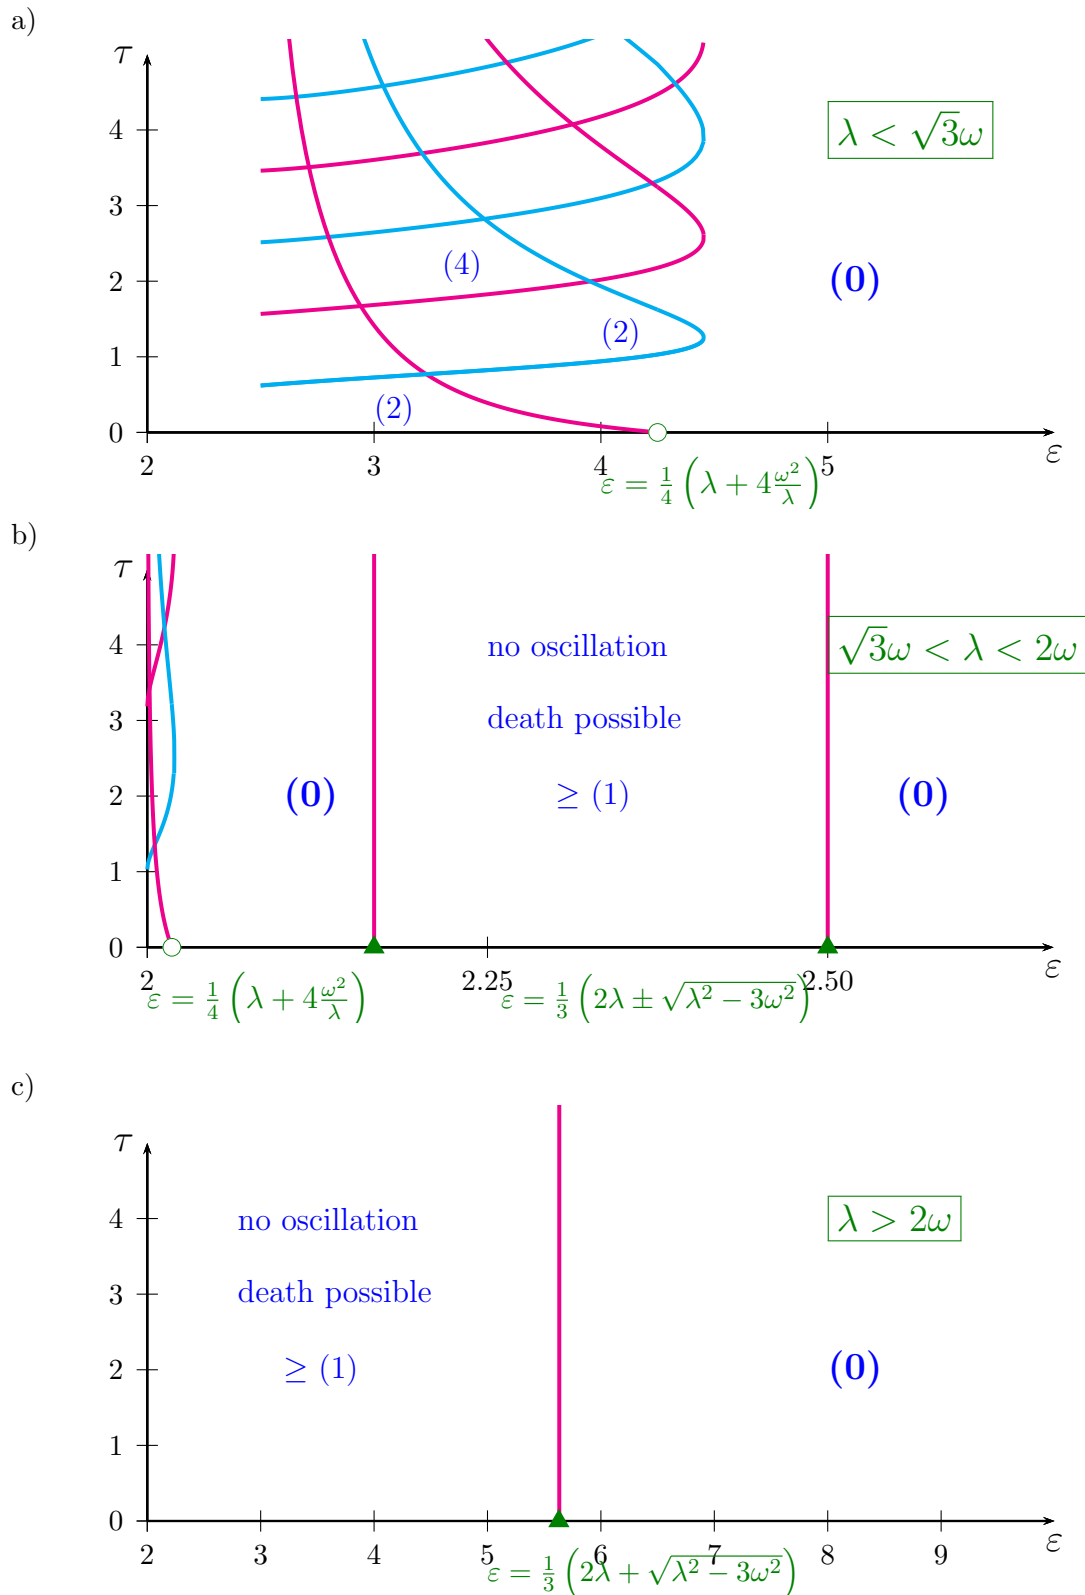 a)
τ
4
3
2
1
0
λ < √3ω
(4)
(0)
(2)
(2)
2 3 4 5 ε
ε = 1/4 (λ + 4 ω²/λ)
b)
τ
4
3
2
1
0
no oscillation
death possible
≥ (1)
√3ω < λ < 2ω
(0)
(0)
2 2.25 2.50 ε
ε = 1/4 (λ + 4 ω²/λ)
ε = 1/3 (2λ ± √(λ² − 3ω²))
c)
τ
4
3
2
1
0
no oscillation
death possible
≥ (1)
λ > 2ω
(0)
2 3 4 5 6 7 8 9 ε
ε = 1/3 (2λ + √(λ² − 3ω²))